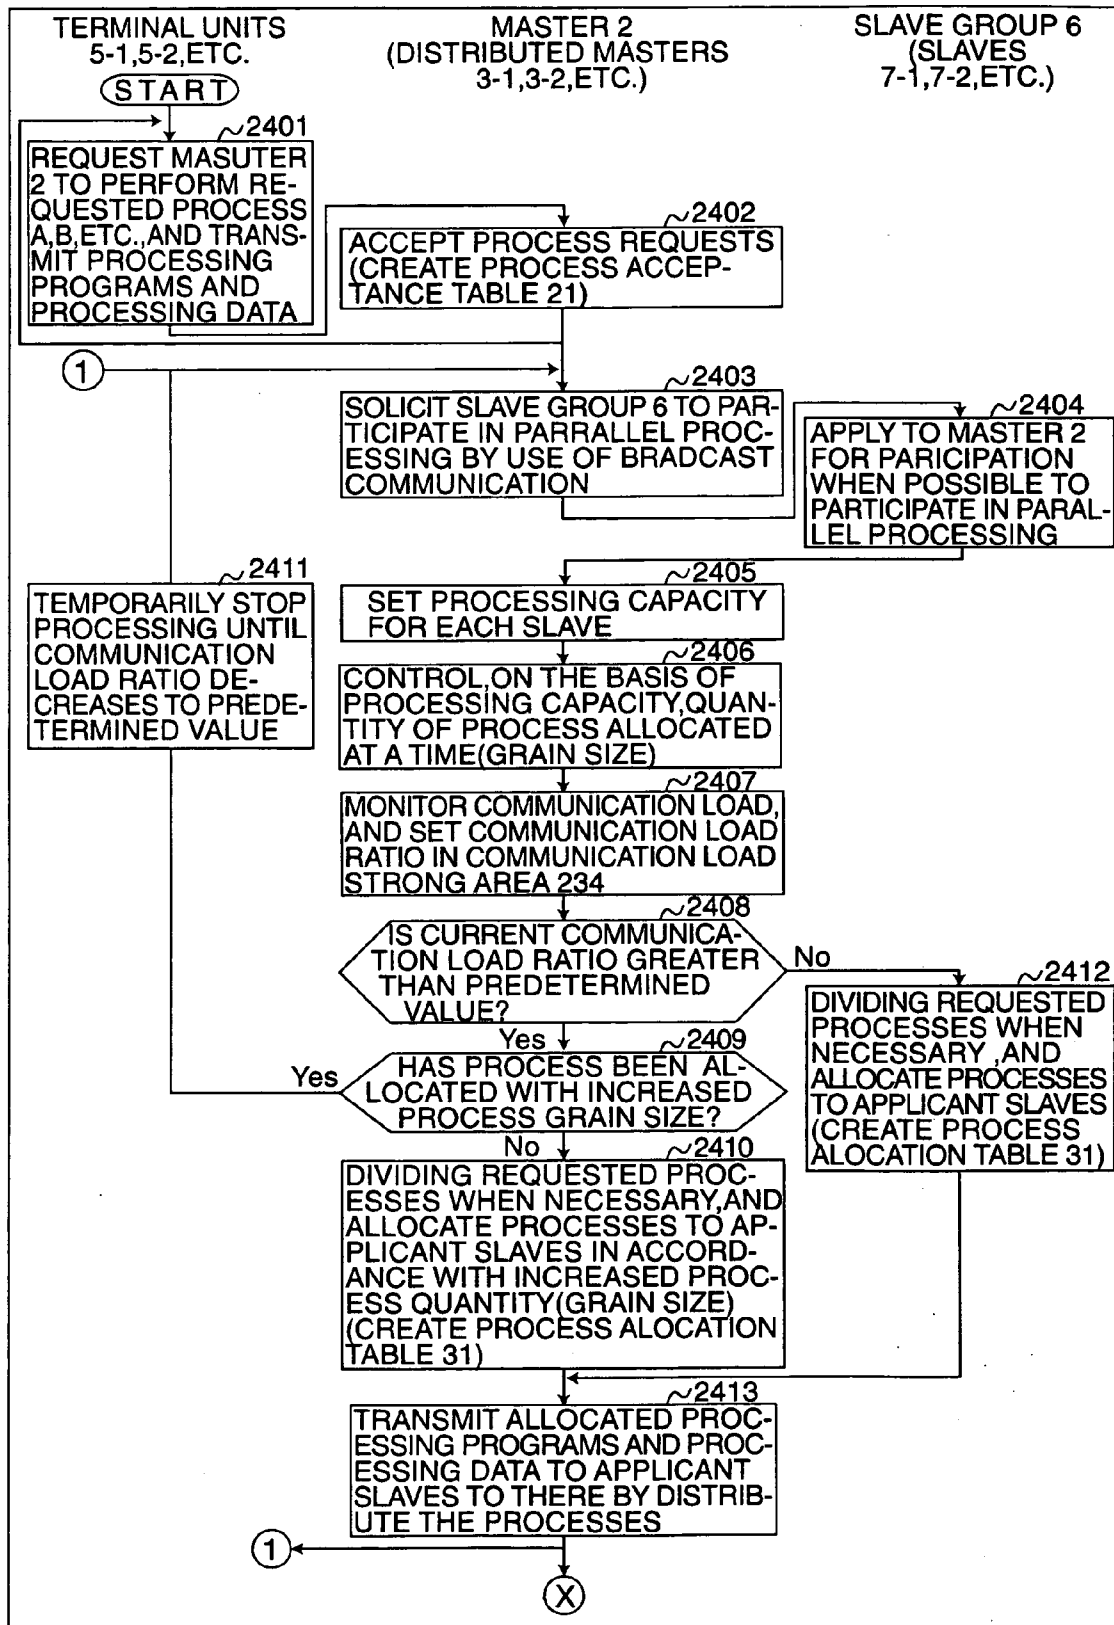 TERMINAL UNITS
5-1,5-2,ETC.
MASTER 2
(DISTRIBUTED MASTERS
3-1,3-2,ETC.)
SLAVE GROUP 6
(SLAVES
7-1,7-2,ETC.)
START
2401
REQUEST MASUTER
2 TO PERFORM RE-
QUESTED PROCESS
A,B,ETC.,AND TRANS-
MIT PROCESSING
PROGRAMS AND
PROCESSING DATA
2402
ACCEPT PROCESS REQUESTS
(CREATE PROCESS ACCEP-
TANCE TABLE 21)
1
2403
SOLICIT SLAVE GROUP 6 TO PAR-
TICIPATE IN PARRALLEL PROC-
ESSING BY USE OF BRADCAST
COMMUNICATION
2404
APPLY TO MASTER 2
FOR PARICIPATION
WHEN POSSIBLE TO
PARTICIPATE IN PARAL-
LEL PROCESSING
2405
SET PROCESSING CAPACITY
FOR EACH SLAVE
2406
CONTROL,ON THE BASIS OF
PROCESSING CAPACITY,QUAN-
TITY OF PROCESS ALLOCATED
AT A TIME(GRAIN SIZE)
2411
TEMPORARILY STOP
PROCESSING UNTIL
COMMUNICATION
LOAD RATIO DE-
CREASES TO PREDE-
TERMINED VALUE
2407
MONITOR COMMUNICATION LOAD,
AND SET COMMUNICATION LOAD
RATIO IN COMMUNICATION LOAD
STRONG AREA 234
2408
IS CURRENT COMMUNICA-
TION LOAD RATIO GREATER
THAN PREDETERMINED
VALUE?
No
Yes
2409
HAS PROCESS BEEN AL-
LOCATED WITH INCREASED
PROCESS GRAIN SIZE?
Yes
No
2412
DIVIDING REQUESTED
PROCESSES WHEN
NECESSARY ,AND
ALLOCATE PROCESSES
TO APPLICANT SLAVES
(CREATE PROCESS
ALOCATION TABLE 31)
2410
DIVIDING REQUESTED PROC-
ESSES WHEN NECESSARY,AND
ALLOCATE PROCESSES TO AP-
PLICANT SLAVES IN ACCORD-
ANCE WITH INCREASED PROC-
ESS QUANTITY(GRAIN SIZE)
(CREATE PROCESS ALOCATION
TABLE 31)
2413
TRANSMIT ALLOCATED PROC-
ESSING PROGRAMS AND PROC-
ESSING DATA TO APPLICANT
SLAVES TO THERE BY DISTRIB-
UTE THE PROCESSES
1
X